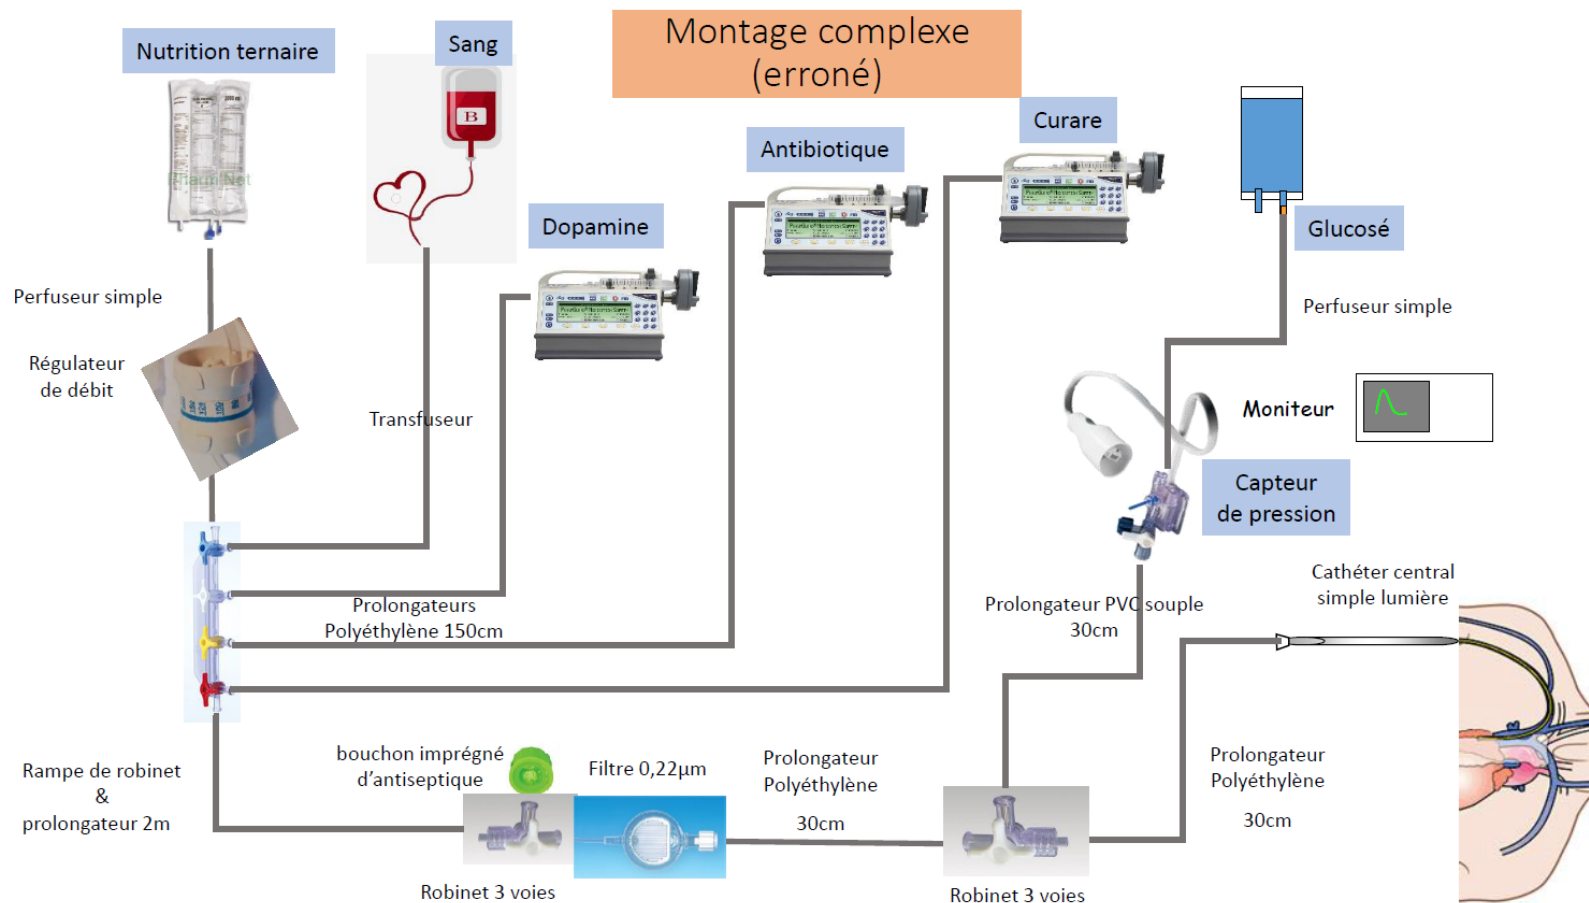 Montage complexe
(erroné)
Nutrition ternaire
Sang
B
Curare
Antibiotique
Dopamine
Glucosé
Perfuseur simple
Perfuseur simple
Régulateur
de débit
Transfuseur
Moniteur
Capteur
de pression
Cathéter central
simple lumière
Prolongateurs
Polyéthylène 150cm
Prolongateur PVC souple
30cm
Rampe de robinet
&
prolongateur 2m
bouchon imprégné
d'antiseptique
Filtre 0,22µm
Prolongateur
Polyéthylène
30cm
Prolongateur
Polyéthylène
30cm
Robinet 3 voies
Robinet 3 voies